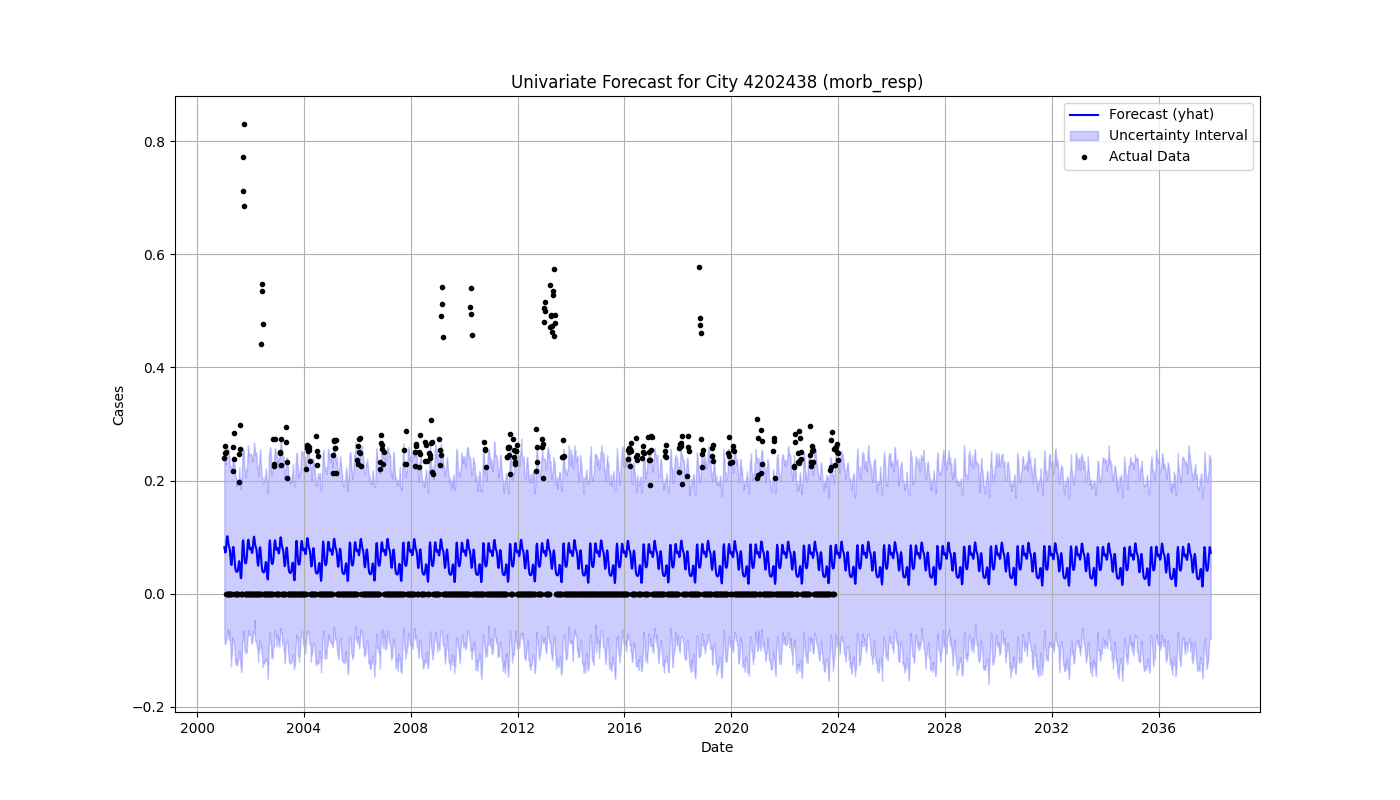 Univariate Forecast for City 4202438 (morb_resp)
Forecast (yhat)
Uncertainty Interval
Actual Data
Cases
0.8
0.6
0.4
0.2
0.0
−0.2
2000 2004 2008 2012 2016 2020 2024 2028 2032 2036
Date